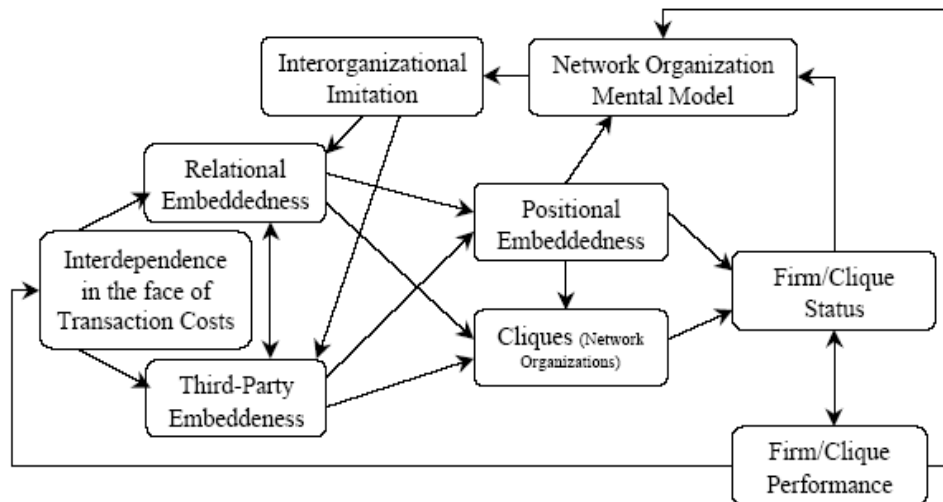 Interorganizational
Imitation
Network Organization
Mental Model
Relational
Embeddedness
Positional
Embeddedness
Interdependence
in the face of
Transaction Costs
Firm/Clique
Status
Cliques (Network
Organizations)
Third-Party
Embeddeness
Firm/Clique
Performance